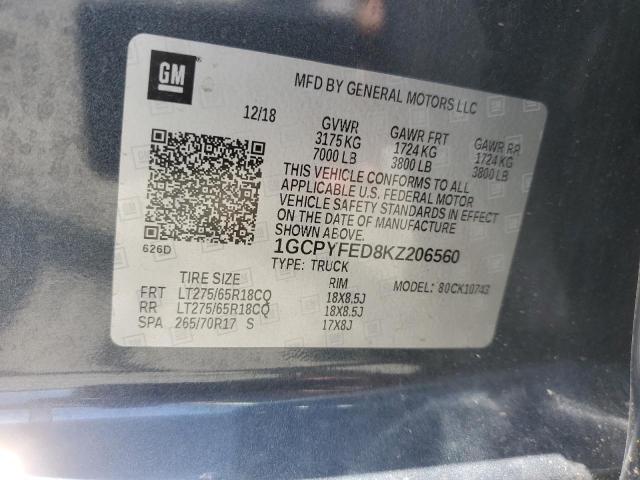 GM
MFD BY GENERAL MOTORS LLC
12/18 GVWR GAWR FRT GAWR RR
3175 KG 1724 KG 1724 KG
7000 LB 3800 LB 3800 LB
THIS VEHICLE CONFORMS TO ALL
APPLICABLE U.S. FEDERAL MOTOR
VEHICLE SAFETY STANDARDS IN EFFECT
ON THE DATE OF MANUFACTURE
626D 1GCPYFED8KZ206560
TYPE: TRUCK MODEL: 80CK10743
TIRE SIZE RIM
FRT LT275/65R18CQ 18X8.5J
RR LT275/65R18CQ 18X8.5J
SPA 265/70R17 S 17X8J